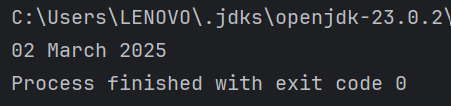 C:\Users\LENOVO\.jdks\openjdk-23.0.2\
02 March 2025
Process finished with exit code 0